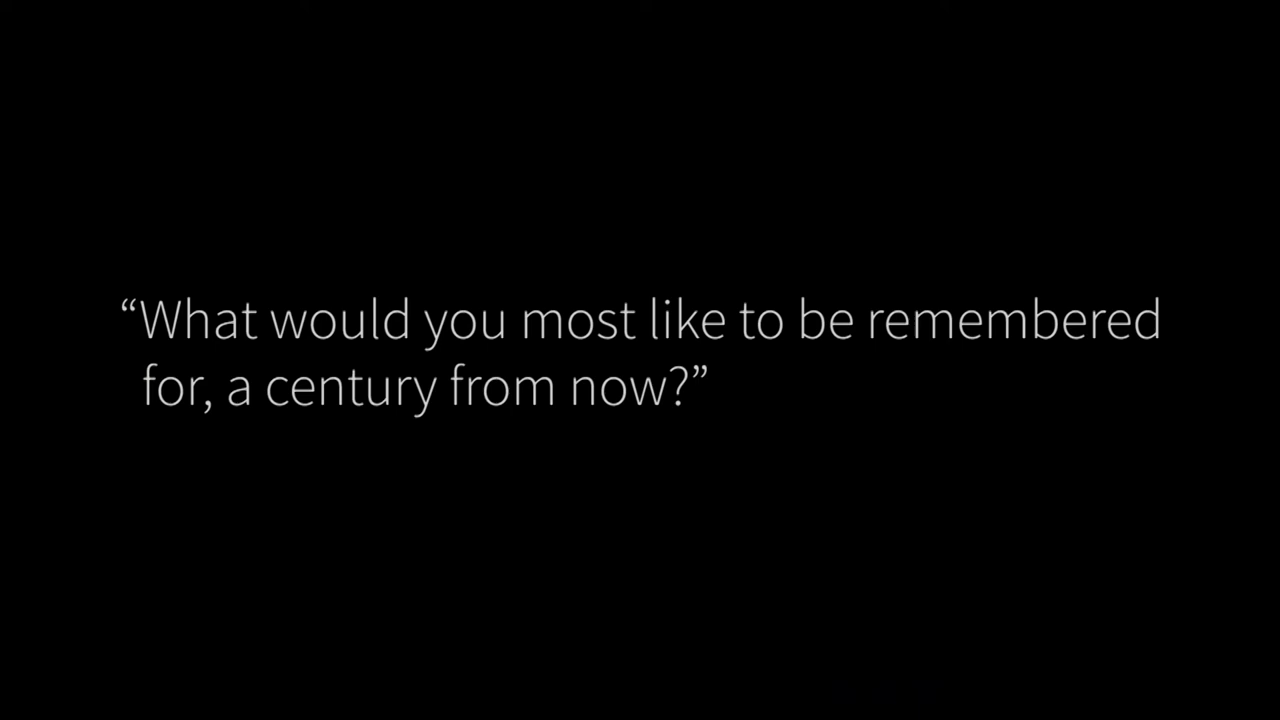 “What would you most like to be remembered
for, a century from now?”